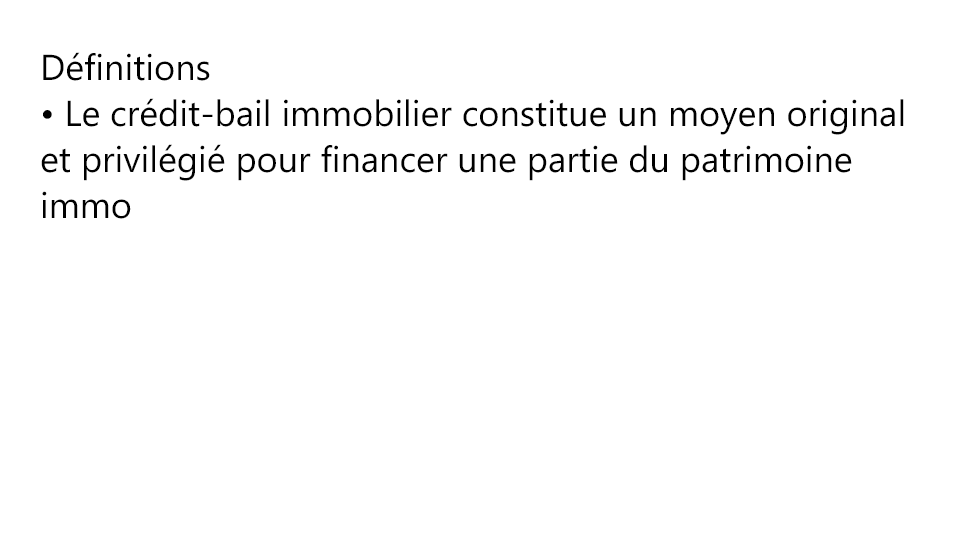 Définitions
• Le crédit-bail immobilier constitue un moyen original
et privilégié pour financer une partie du patrimoine
immo